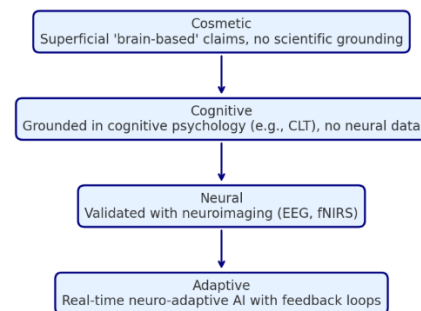 Cosmetic
Superficial 'brain-based' claims, no scientific grounding
Cognitive
Grounded in cognitive psychology (e.g., CLT), no neural data
Neural
Validated with neuroimaging (EEG, fNIRS)
Adaptive
Real-time neuro-adaptive AI with feedback loops